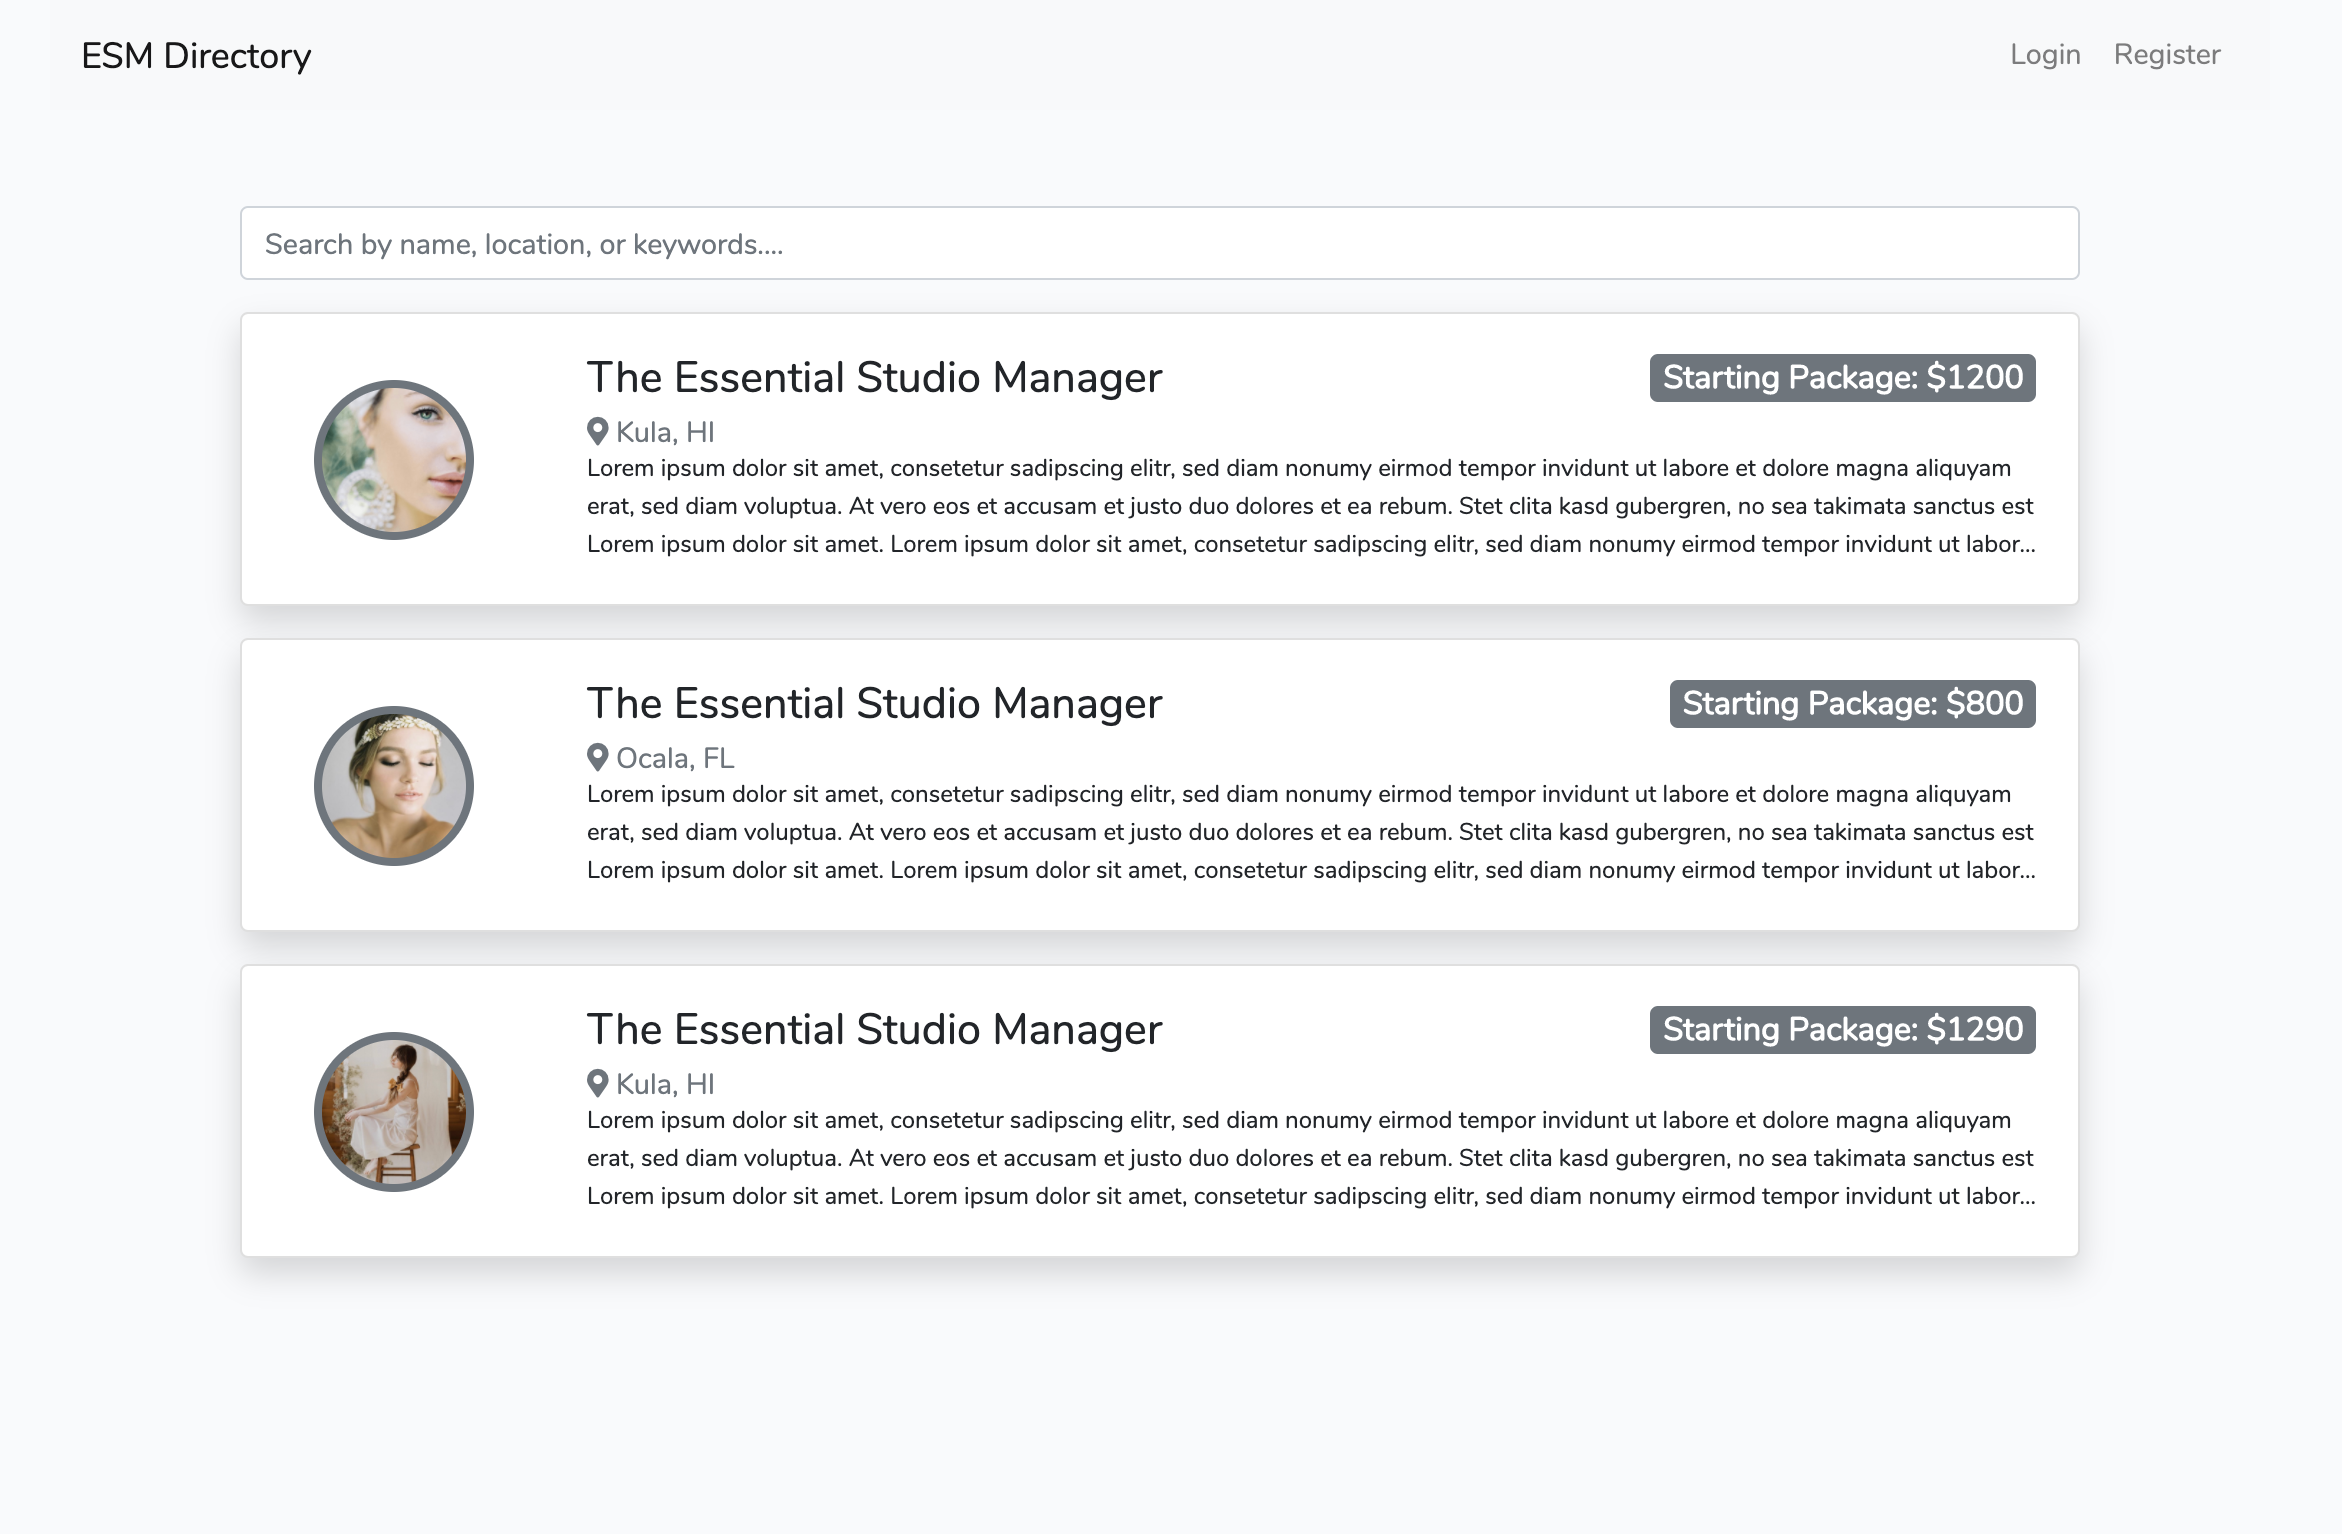 ESM Directory
Login Register
Search by name, location, or keywords....
The Essential Studio Manager
Starting Package: $1200
Kula, HI
Lorem ipsum dolor sit amet, consetetur sadipscing elitr, sed diam nonumy eirmod tempor invidunt ut labore et dolore magna aliquyam
erat, sed diam voluptua. At vero eos et accusam et justo duo dolores et ea rebum. Stet clita kasd gubergren, no sea takimata sanctus est
Lorem ipsum dolor sit amet. Lorem ipsum dolor sit amet, consetetur sadipscing elitr, sed diam nonumy eirmod tempor invidunt ut labor...
The Essential Studio Manager
Starting Package: $800
Ocala, FL
Lorem ipsum dolor sit amet, consetetur sadipscing elitr, sed diam nonumy eirmod tempor invidunt ut labore et dolore magna aliquyam
erat, sed diam voluptua. At vero eos et accusam et justo duo dolores et ea rebum. Stet clita kasd gubergren, no sea takimata sanctus est
Lorem ipsum dolor sit amet. Lorem ipsum dolor sit amet, consetetur sadipscing elitr, sed diam nonumy eirmod tempor invidunt ut labor...
The Essential Studio Manager
Starting Package: $1290
Kula, HI
Lorem ipsum dolor sit amet, consetetur sadipscing elitr, sed diam nonumy eirmod tempor invidunt ut labore et dolore magna aliquyam
erat, sed diam voluptua. At vero eos et accusam et justo duo dolores et ea rebum. Stet clita kasd gubergren, no sea takimata sanctus est
Lorem ipsum dolor sit amet. Lorem ipsum dolor sit amet, consetetur sadipscing elitr, sed diam nonumy eirmod tempor invidunt ut labor...